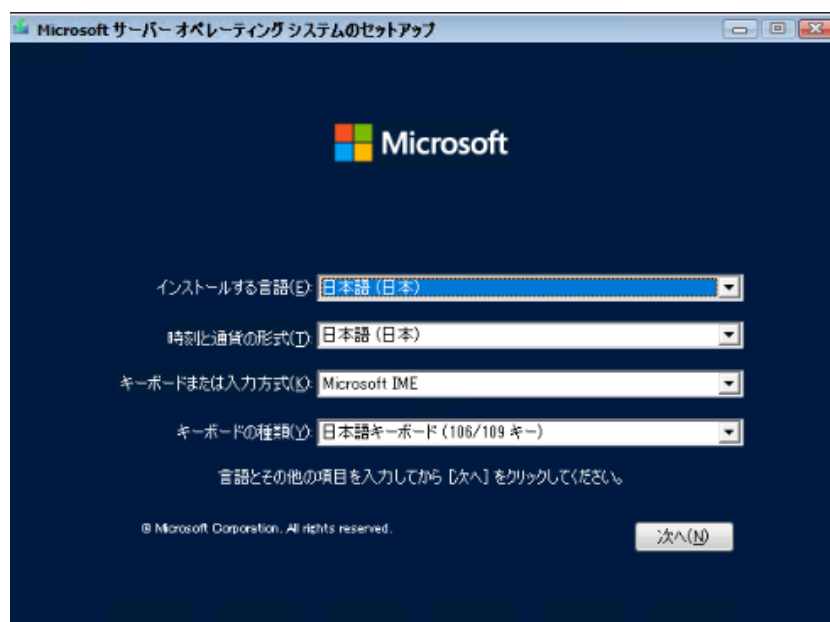 Microsoft サーバー オペレーティング システムのセットアップ
Microsoft
インストールする言語(E): 日本語 (日本)
時刻と通貨の形式(T): 日本語 (日本)
キーボードまたは入力方式(K): Microsoft IME
キーボードの種類(Y): 日本語キーボード (106/109 キー)
言語とその他の項目を入力してから [次へ] をクリックしてください。
© Microsoft Corporation. All rights reserved.
次へ(N)